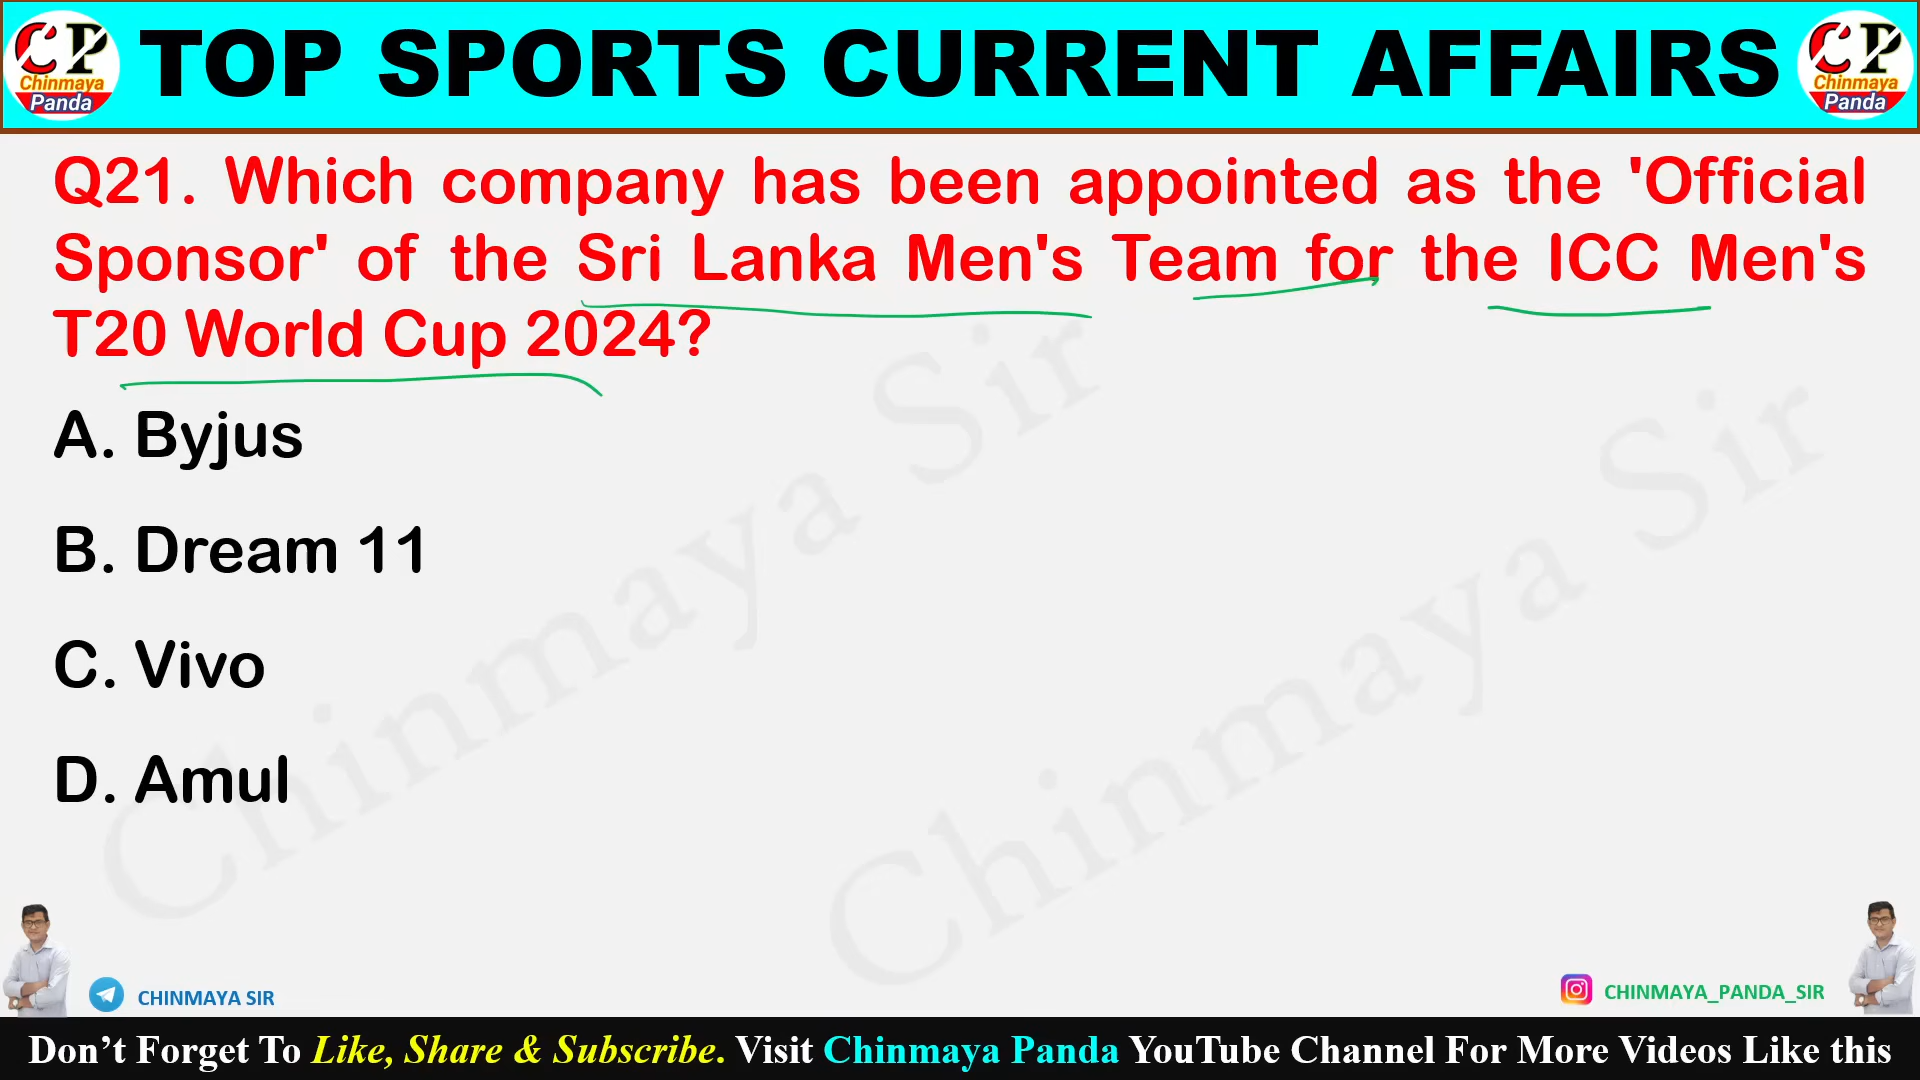 CP Chinmaya Panda
TOP SPORTS CURRENT AFFAIRS
CP Chinmaya Panda
Q21. Which company has been appointed as the 'Official
Sponsor' of the Sri Lanka Men's Team for the ICC Men's
T20 World Cup 2024?
A. Byjus
B. Dream 11
C. Vivo
D. Amul
Chinmaya Sir
Chinmaya Sir
CHINMAYA SIR
CHINMAYA_PANDA_SIR
Don’t Forget To Like, Share & Subscribe. Visit Chinmaya Panda YouTube Channel For More Videos Like this